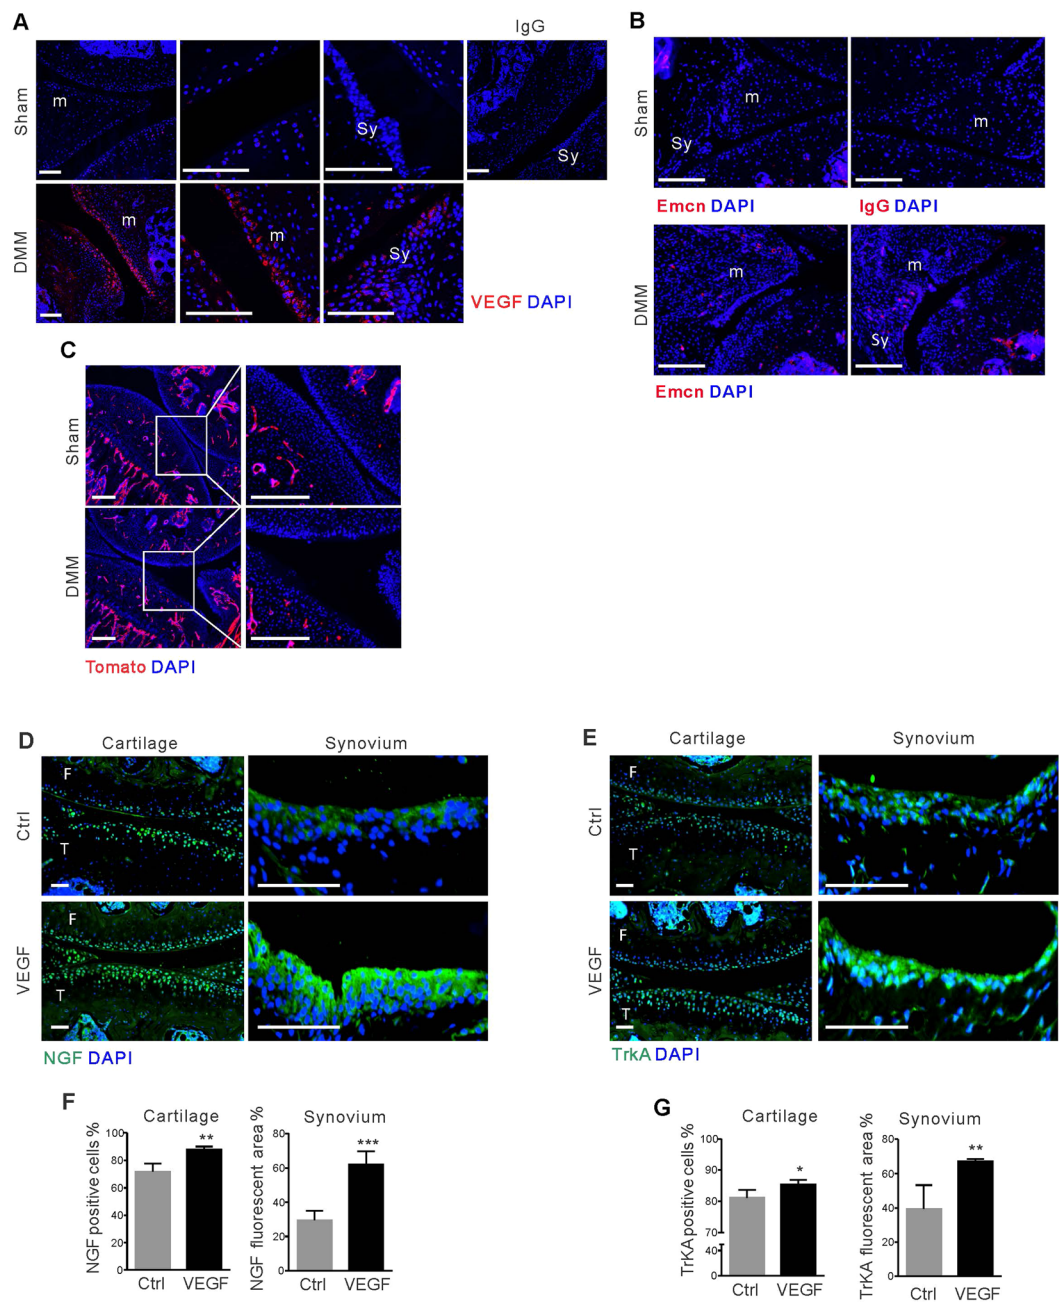 A
IgG
Sham
m
Sy
Sy
DMM
m
m
Sy
VEGF DAPI
B
Sham
m
Sy
m
Emcn DAPI
IgG DAPI
DMM
m
m
Sy
Emcn DAPI
C
Sham
DMM
Tomato DAPI
D
Cartilage
Synovium
Ctrl
F
T
VEGF
F
T
NGF DAPI
E
Cartilage
Synovium
Ctrl
F
T
VEGF
F
T
TrkA DAPI
F
Cartilage
NGF positive cells %
100
80
60
40
20
0
**
Ctrl VEGF
Synovium
NGF fluorescent area %
80
60
40
20
0
***
Ctrl VEGF
G
Cartilage
TrKA positive cells %
100
90
80
70
40
0
*
Ctrl VEGF
Synovium
TrKA fluorescent area %
80
60
40
20
0
**
Ctrl VEGF